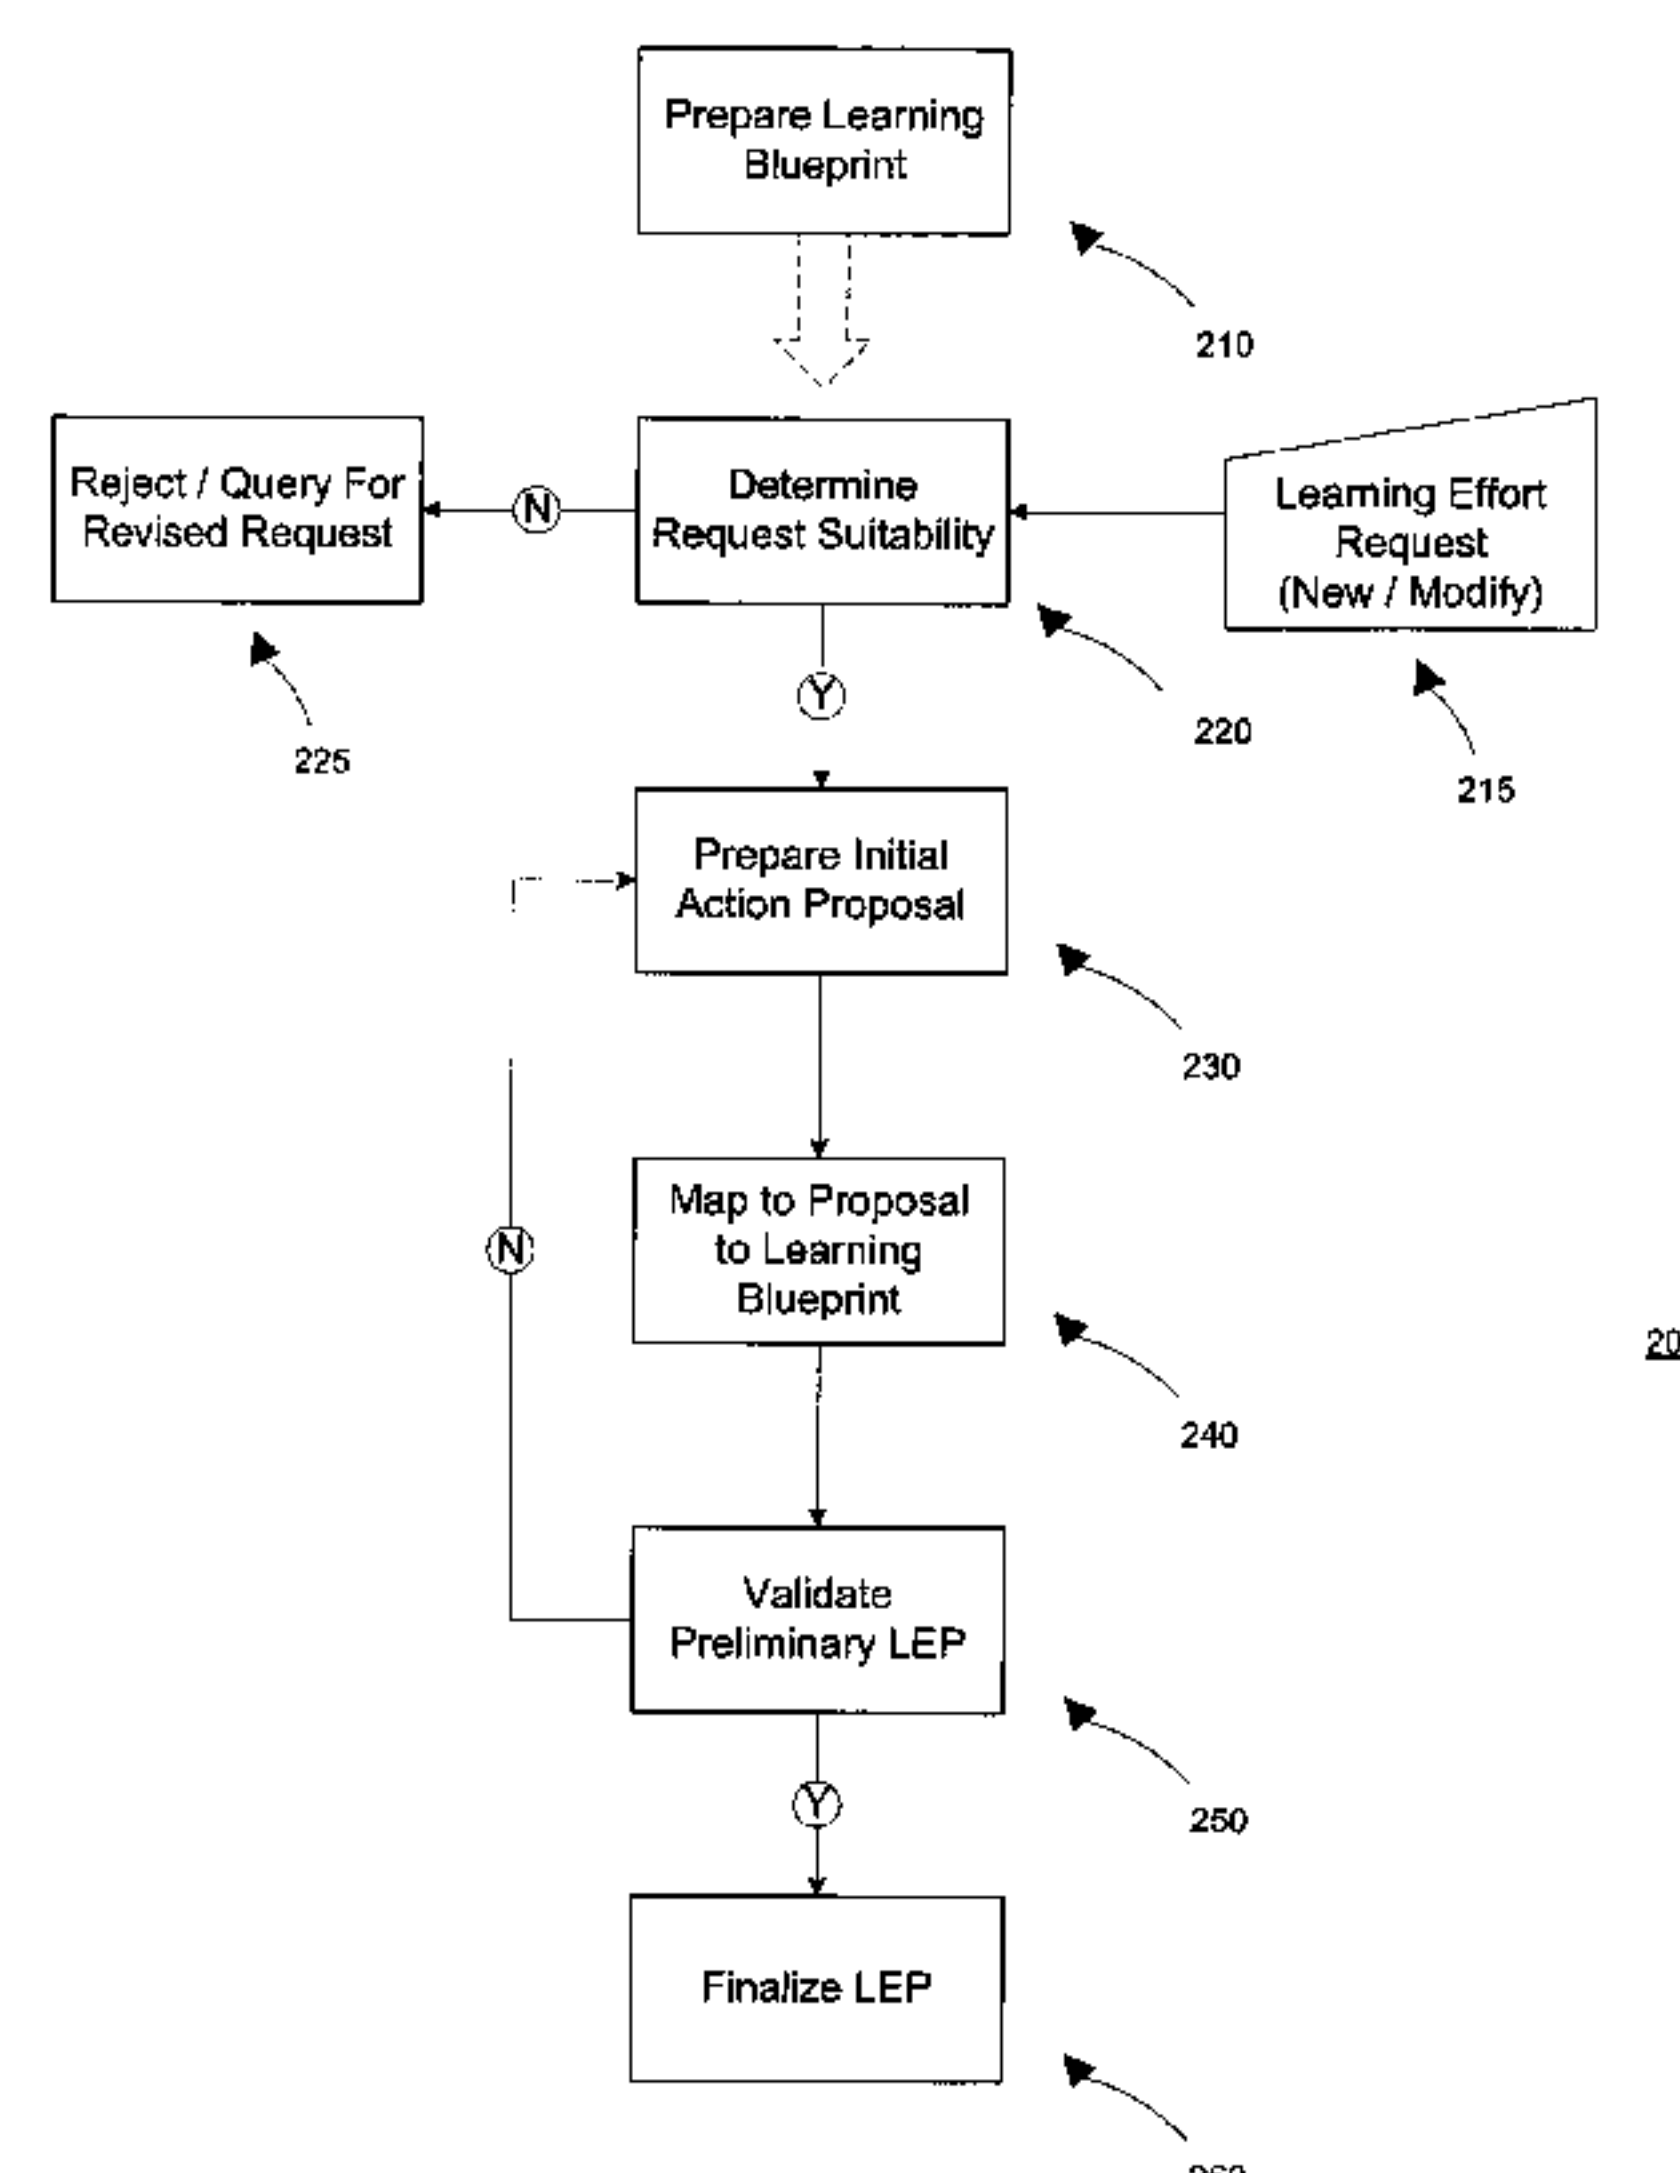 Prepare Learning
Blueprint
210
Reject / Query For
Revised Request
N
Determine
Request Suitability
Learning Effort
Request
(New / Modify)
225
Y
220
215
Prepare Initial
Action Proposal
230
Map to Proposal
to Learning
Blueprint
N
240
20
Validate
Preliminary LEP
250
Y
Finalize LEP